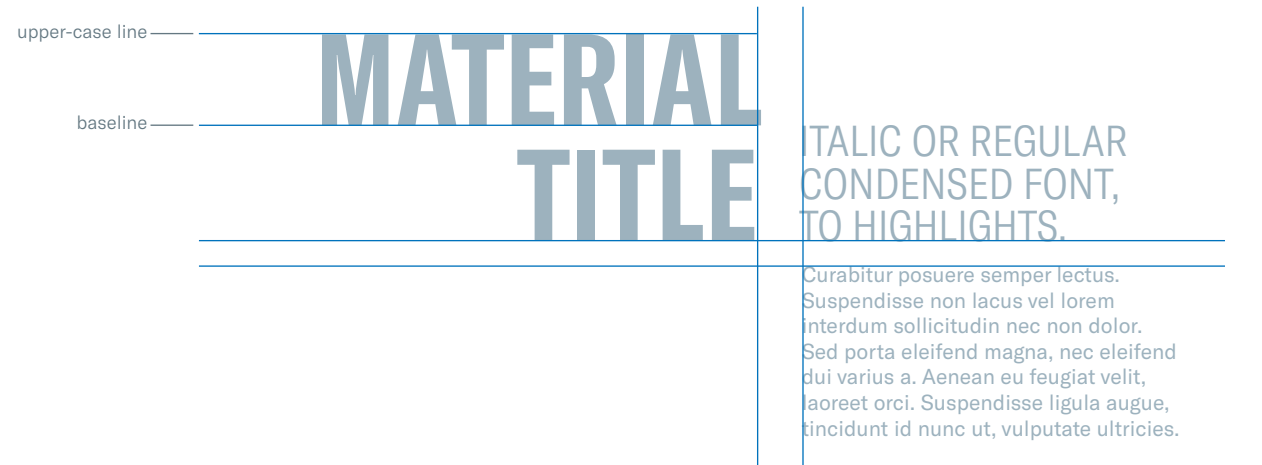 upper-case line
MATERIAL
baseline
TITLE
ITALIC OR REGULAR
CONDENSED FONT,
TO HIGHLIGHTS.
Curabitur posuere semper lectus.
Suspendisse non lacus vel lorem
interdum sollicitudin nec non dolor.
Sed porta eleifend magna, nec eleifend
dui varius a. Aenean eu feugiat velit,
laoreet orci. Suspendisse ligula augue,
tincidunt id nunc ut, vulputate ultricies.